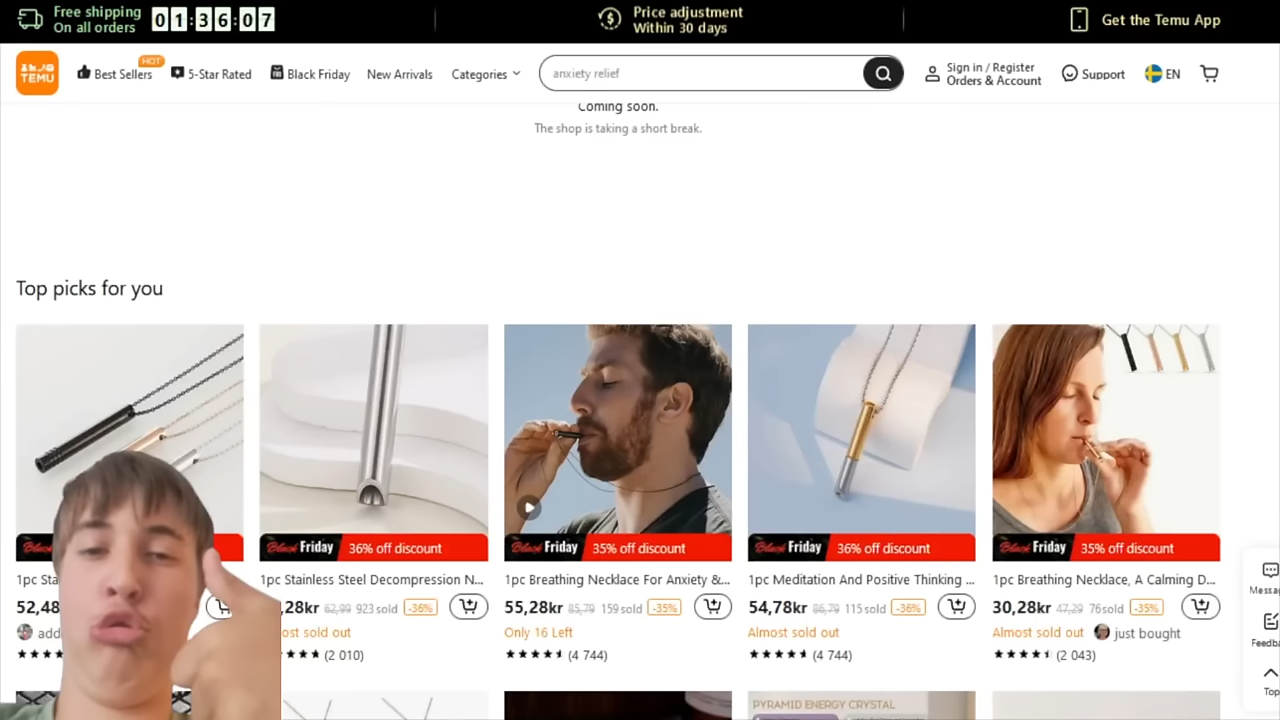 Free shipping
On all orders
01:36:07
Price adjustment
Within 30 days
Get the Temu App
TEMU
Best Sellers
HOT
5-Star Rated
Black Friday
New Arrivals
Categories
anxiety relief
Sign in / Register
Orders & Account
Support
EN
Coming soon.
The shop is taking a short break.
Top picks for you
Black Friday 36% off discount
Black Friday 35% off discount
Black Friday 36% off discount
Black Friday 35% off discount
1pc Sta
1pc Stainless Steel Decompression N...
1pc Breathing Necklace For Anxiety &...
1pc Meditation And Positive Thinking ...
1pc Breathing Necklace, A Calming D...
52,48
,28kr 62,99 923 sold -36%
55,28kr 85,79 159 sold -35%
54,78kr 86,79 115 sold -36%
30,28kr 47,29 76 sold -35%
add
ost sold out
Only 16 Left
Almost sold out
Almost sold out
just bought
(2 010)
(4 744)
(4 744)
(2 043)
Messa
Feedba
Top
PYRAMID ENERGY CRYSTAL